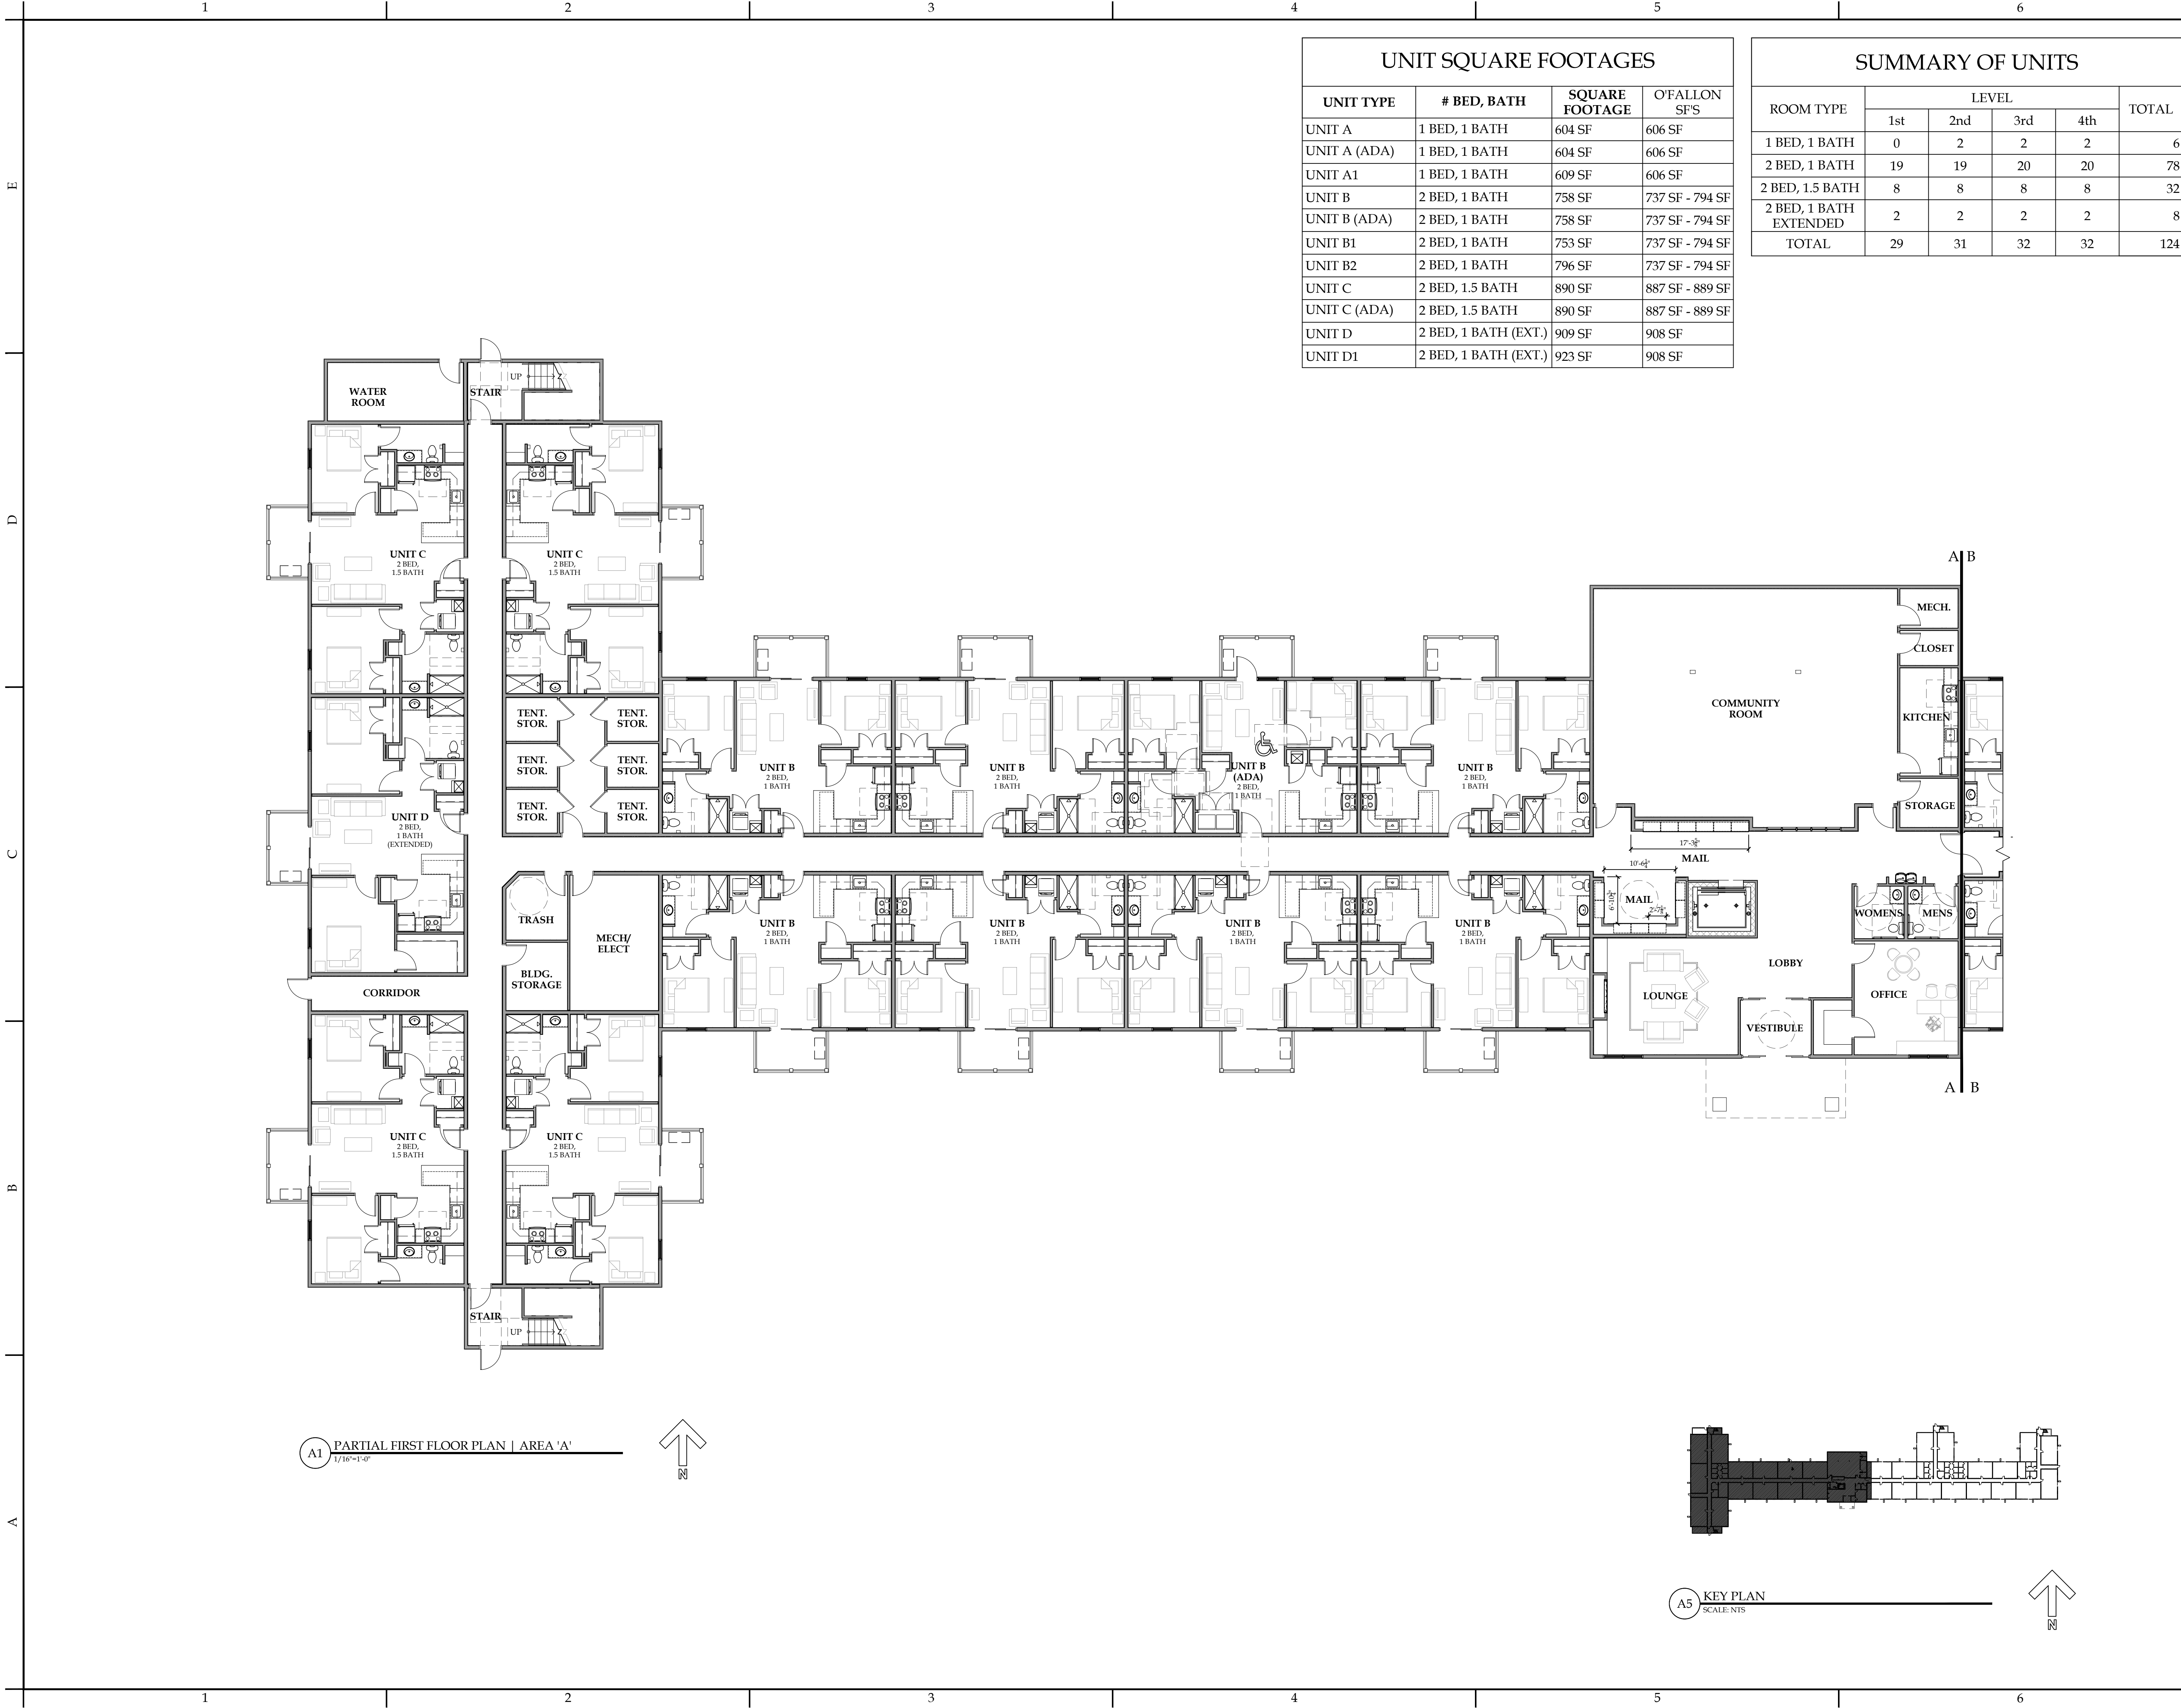 1 2 3 4 5 6
UNIT SQUARE FOOTAGES
UNIT TYPE # BED, BATH SQUARE FOOTAGE O'FALLON SF'S
UNIT A 1 BED, 1 BATH 604 SF 606 SF
UNIT A (ADA) 1 BED, 1 BATH 604 SF 606 SF
UNIT A1 1 BED, 1 BATH 609 SF 606 SF
UNIT B 2 BED, 1 BATH 758 SF 737 SF - 794 SF
UNIT B (ADA) 2 BED, 1 BATH 758 SF 737 SF - 794 SF
UNIT B1 2 BED, 1 BATH 753 SF 737 SF - 794 SF
UNIT B2 2 BED, 1 BATH 796 SF 737 SF - 794 SF
UNIT C 2 BED, 1.5 BATH 890 SF 887 SF - 889 SF
UNIT C (ADA) 2 BED, 1.5 BATH 890 SF 887 SF - 889 SF
UNIT D 2 BED, 1 BATH (EXT.) 909 SF 908 SF
UNIT D1 2 BED, 1 BATH (EXT.) 923 SF 908 SF
SUMMARY OF UNITS
ROOM TYPE LEVEL TOTAL
1st 2nd 3rd 4th
1 BED, 1 BATH 0 2 2 2 6
2 BED, 1 BATH 19 19 20 20 78
2 BED, 1.5 BATH 8 8 8 8 32
2 BED, 1 BATH EXTENDED 2 2 2 2 8
TOTAL 29 31 32 32 124
E
D
C
B
A
WATER
ROOM
STAIR
UP
UNIT C
2 BED,
1.5 BATH
UNIT C
2 BED,
1.5 BATH
A B
MECH.
CLOSET
COMMUNITY
ROOM
KITCHEN
STORAGE
TENT.
STOR.
TENT.
STOR.
TENT.
STOR.
TENT.
STOR.
TENT.
STOR.
TENT.
STOR.
UNIT B
2 BED,
1 BATH
UNIT B
2 BED,
1 BATH
UNIT B
(ADA)
2 BED,
1 BATH
UNIT B
2 BED,
1 BATH
UNIT D
2 BED,
1 BATH
(EXTENDED)
MAIL
MAIL
WOMENS
MENS
TRASH
MECH/
ELECT
BLDG.
STORAGE
CORRIDOR
UNIT B
2 BED,
1 BATH
UNIT B
2 BED,
1 BATH
UNIT B
2 BED,
1 BATH
UNIT B
2 BED,
1 BATH
LOBBY
LOUNGE
OFFICE
VESTIBULE
A B
UNIT C
2 BED,
1.5 BATH
UNIT C
2 BED,
1.5 BATH
STAIR
UP
A1
PARTIAL FIRST FLOOR PLAN | AREA 'A'
1/16"=1'-0"
N
A5
KEY PLAN
SCALE: NTS
N
1 2 3 4 5 6